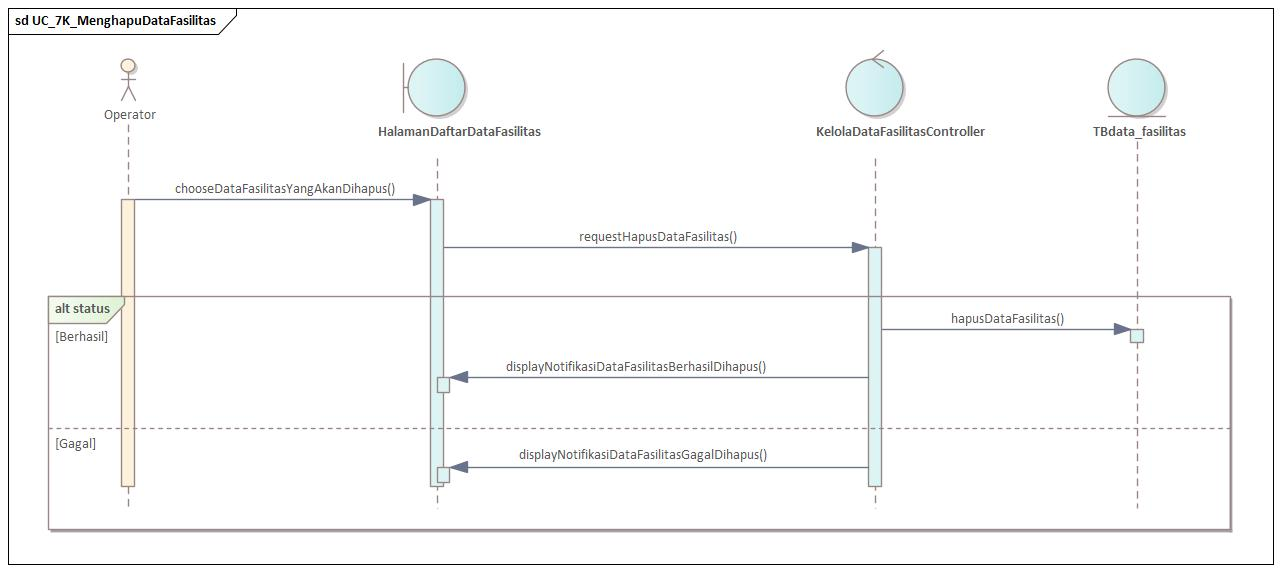 sd UC_7K_MenghapuDataFasilitas
Operator
HalamanDaftarDataFasilitas
KelolaDataFasilitasController
TBdata_fasilitas
chooseDataFasilitasYangAkanDihapus()
requestHapusDataFasilitas()
alt status
[Berhasil]
hapusDataFasilitas()
displayNotifikasiDataFasilitasBerhasilDihapus()
[Gagal]
displayNotifikasiDataFasilitasGagalDihapus()